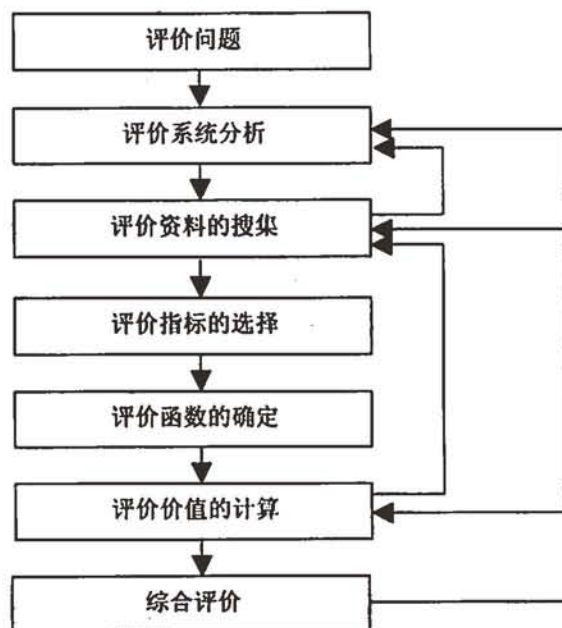 评价问题
评价系统分析
评价资料的搜集
评价指标的选择
评价函数的确定
评价价值的计算
综合评价